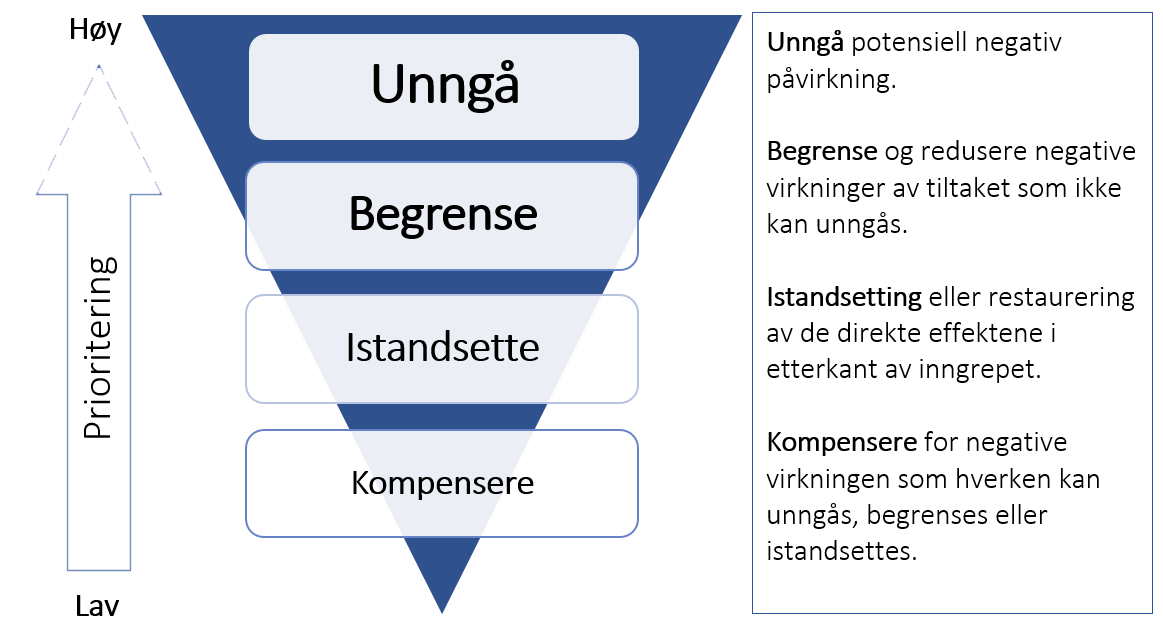 Høy
Prioritering
Lav
Unngå
Begrense
Istandsette
Kompensere
Unngå potensiell negativ
påvirkning.
Begrense og redusere negative
virkninger av tiltaket som ikke
kan unngås.
Istandsetting eller restaurering
av de direkte effektene i
etterkant av inngrepet.
Kompensere for negative
virkningen som hverken kan
unngås, begrenses eller
istandsettes.